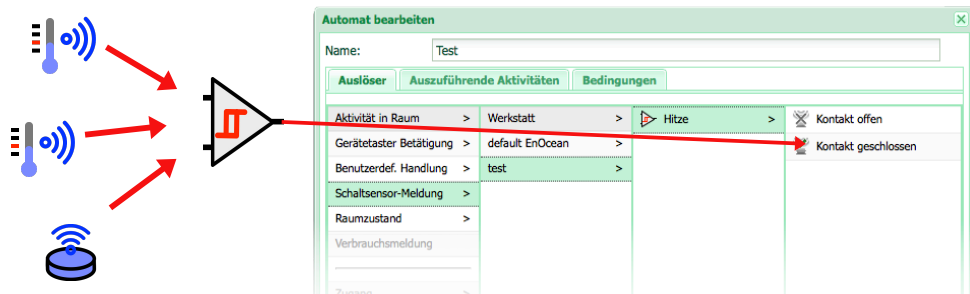 Automat bearbeiten
Name: Test
Auslöser Auszuführende Aktivitäten Bedingungen
Aktivität in Raum > Werkstatt > Hitze > Kontakt offen
Gerätetaster Betätigung > default EnOcean > Kontakt geschlossen
Benutzerdef. Handlung > test >
Schaltsensor-Meldung >
Raumzustand >
Verbrauchsmeldung
Zugang >